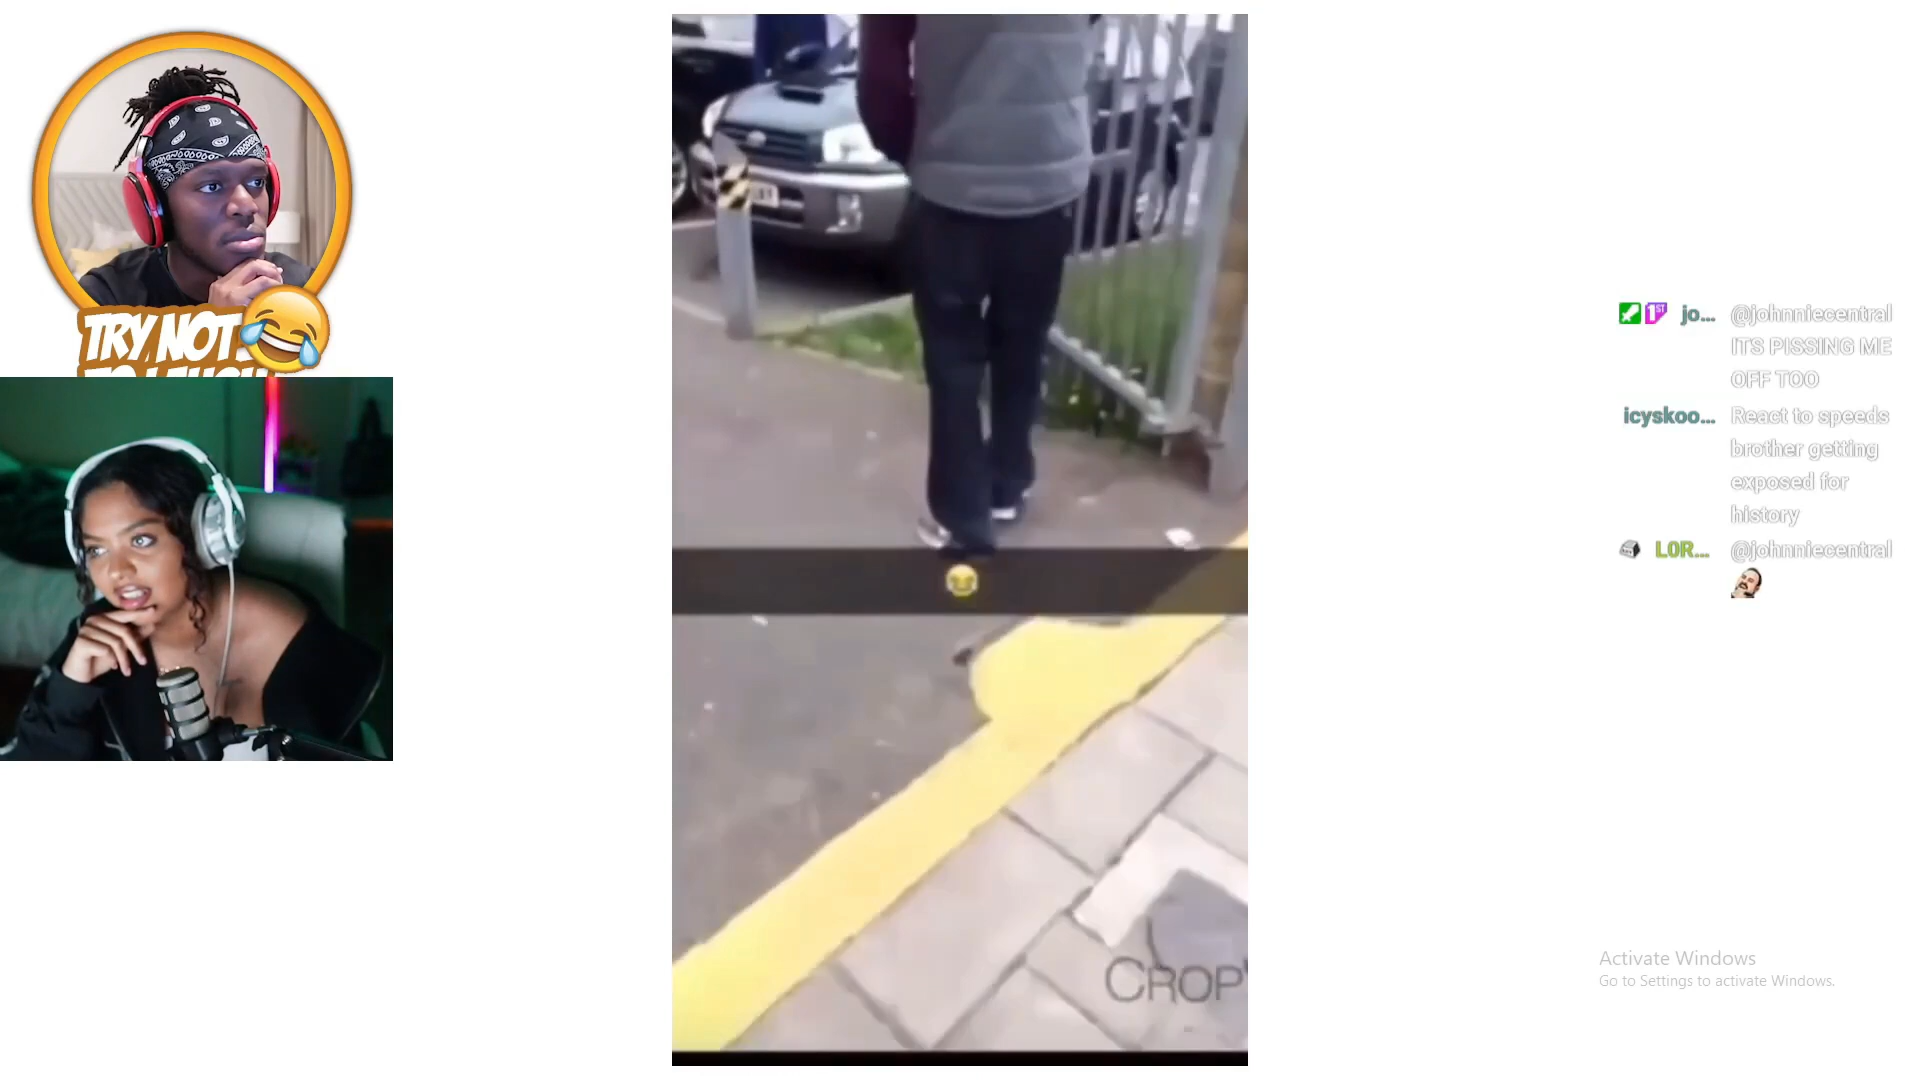 TRY NOT
jo... @johnniecentral
ITS PISSING ME
OFF TOO
icyskoo... React to speeds
brother getting
exposed for
history
L0R... @johnniecentral
CROP
Activate Windows
Go to Settings to activate Windows.